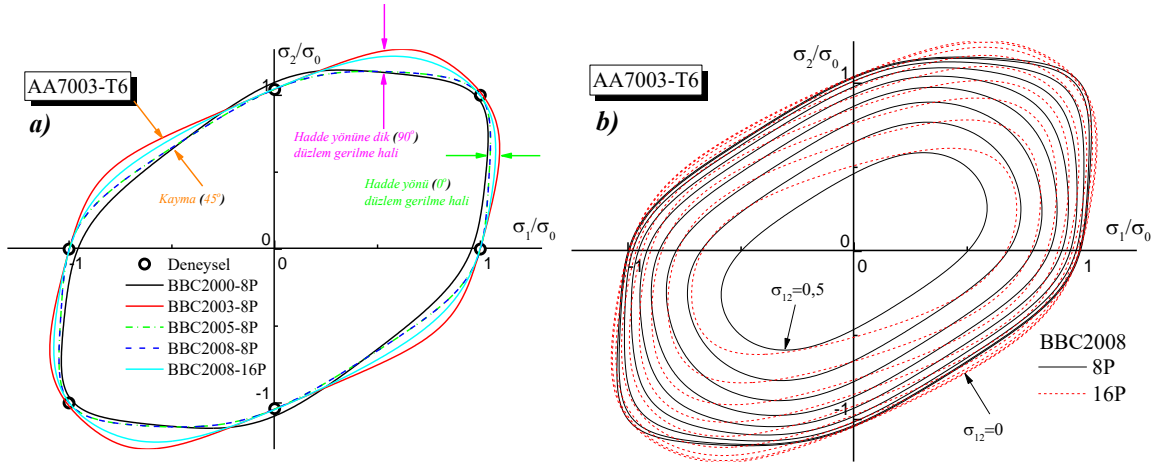 σ₂/σ₀
AA7003-T6
a)
1
Hadde yönüne dik (90°)
düzlem gerilme hali
Kayma (45°)
Hadde yönü (0°)
düzlem gerilme hali
σ₁/σ₀
-1
0
1
Deneysel
BBC2000-8P
BBC2003-8P
BBC2005-8P
BBC2008-8P
BBC2008-16P
-1
σ₂/σ₀
AA7003-T6
b)
1
σ₁/σ₀
-1
0
1
σ₁₂=0,5
BBC2008
8P
16P
-1
σ₁₂=0